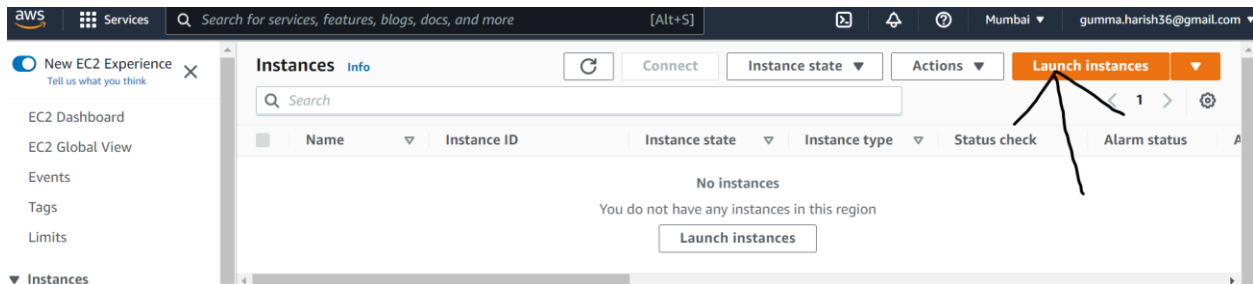 aws Services Search for services, features, blogs, docs, and more [Alt+S] Mumbai ▼ gumma.harish36@gmail.com ▼
New EC2 Experience
Tell us what you think
EC2 Dashboard
EC2 Global View
Events
Tags
Limits
▼ Instances
Instances Info Connect Instance state ▼ Actions ▼ Launch instances ▼
Search < 1 >
Name Instance ID Instance state Instance type Status check Alarm status A
No instances
You do not have any instances in this region
Launch instances